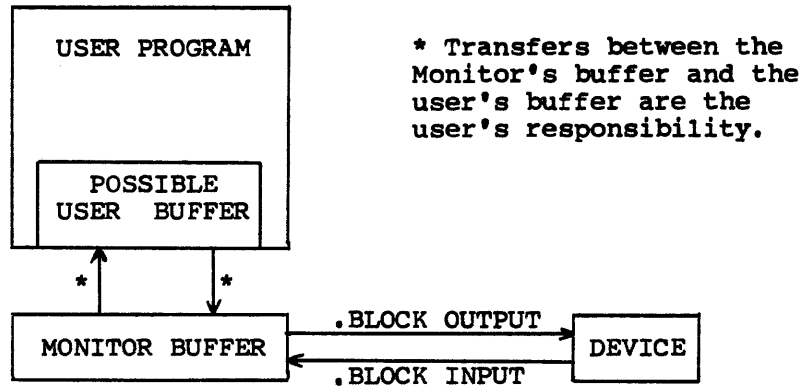 USER PROGRAM
* Transfers between the
Monitor's buffer and the
user's buffer are the
user's responsibility.
POSSIBLE
USER BUFFER
*
*
.BLOCK OUTPUT
MONITOR BUFFER
DEVICE
.BLOCK INPUT